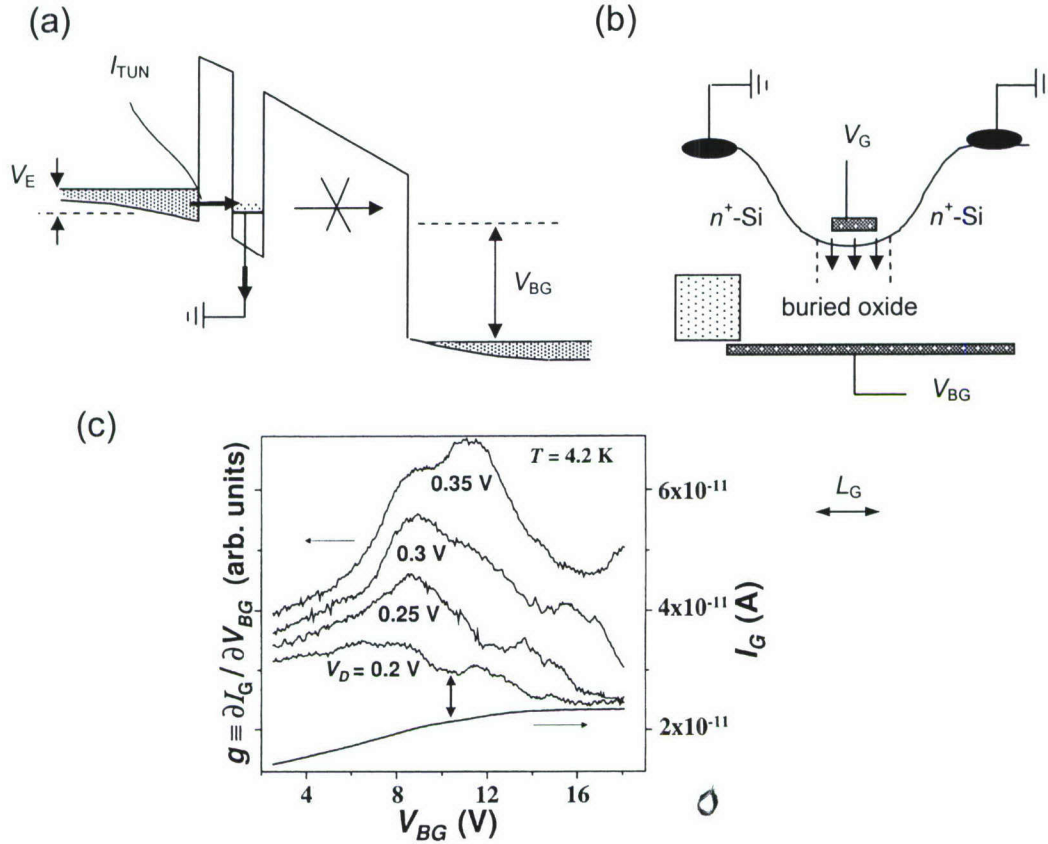 (a)
I_TUN
V_E
V_BG
(b)
V_G
n⁺-Si
n⁺-Si
buried oxide
V_BG
(c)
T = 4.2 K
0.35 V
0.3 V
0.25 V
V_D = 0.2 V
g ≡ ∂I_G / ∂V_BG (arb. units)
6x10⁻¹¹
4x10⁻¹¹
2x10⁻¹¹
I_G (A)
4 8 12 16
V_BG (V)
L_G